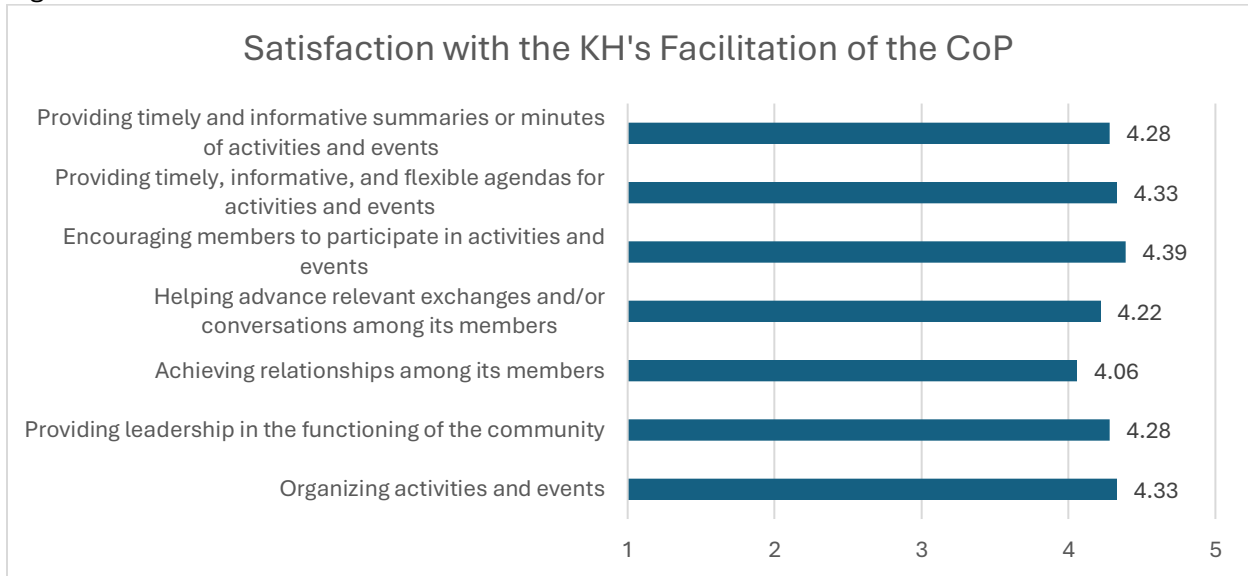 Satisfaction with the KH's Facilitation of the CoP
Providing timely and informative summaries or minutes
of activities and events
4.28
Providing timely, informative, and flexible agendas for
activities and events
4.33
Encouraging members to participate in activities and
events
4.39
Helping advance relevant exchanges and/or
conversations among its members
4.22
Achieving relationships among its members
4.06
Providing leadership in the functioning of the community
4.28
Organizing activities and events
4.33
1 2 3 4 5